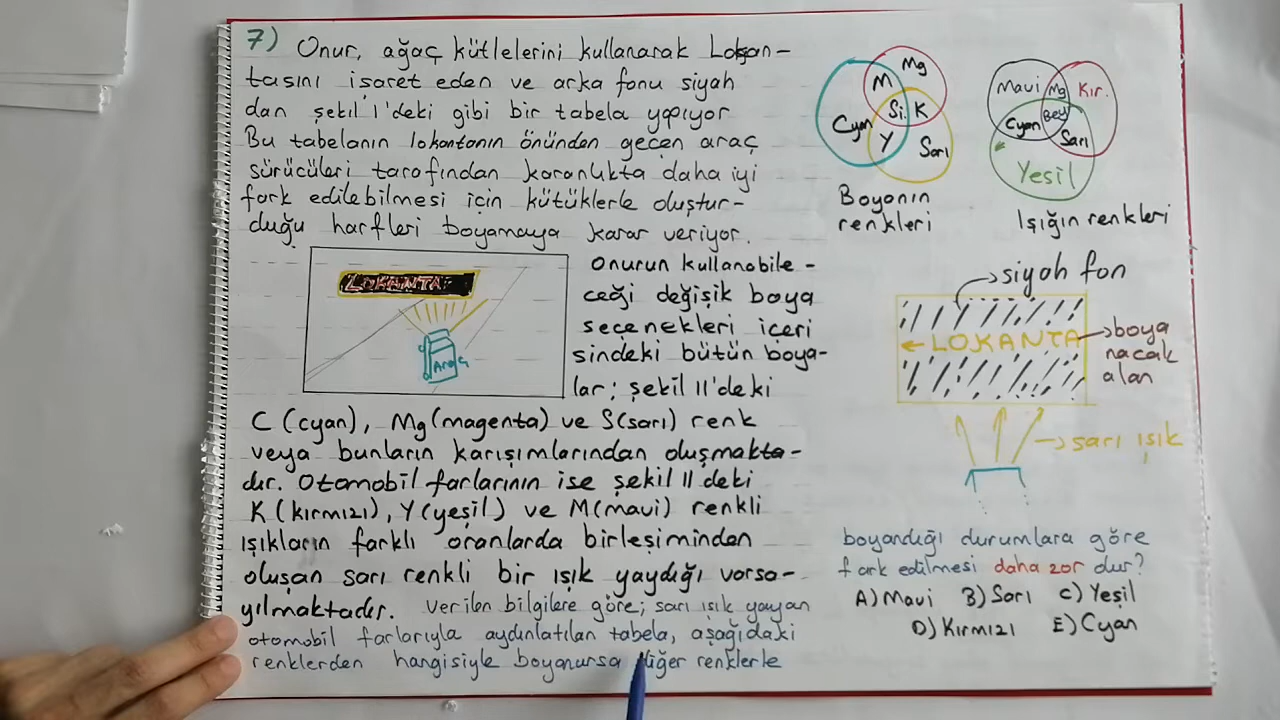 7) Onur, ağaç kütlelerini kullanarak Lokan-
tasını işaret eden ve arka fonu siyah
dan şekil I'deki gibi bir tabela yapıyor
Bu tabelanın lokantanın önünden geçen araç
sürücüleri tarafından karanlıkta daha iyi
fark edilebilmesi için kütüklerle oluştur-
duğu harfleri boyamaya karar veriyor.
LOKANTA
Araç
Onurun kullanabile-
ceği değişik boya
seçenekleri içeri
sindeki bütün boya-
lar; şekil II'deki
C (cyan), Mg (magenta) ve S(sarı) renk
veya bunların karışımlarından oluşmakta-
dır. Otomobil farlarının ise şekil II deki
K (kırmızı), Y(yeşil) ve M(mavi) renkli
ışıkların farklı oranlarda birleşiminden
oluşan sarı renkli bir ışık yaydığı varsa-
yılmaktadır. Verilen bilgilere göre; sarı ışık yayan
otomobil farlarıyla aydınlatılan tabela, aşağıdaki
renklerden hangisiyle boyanırsa diğer renklerle
Mg
M
Si. K
Cyan
Y
Sarı
Boyanın
renkleri
Mavi Mg Kır.
Cyan Bey
Sarı
Yeşil
Işığın renkleri
siyah fon
LOKANTA
boya
nacak
alan
sarı ışık
boyandığı durumlara göre
fark edilmesi daha zor dur?
A) Mavi B) Sarı C) Yeşil
D) Kırmızı E) Cyan